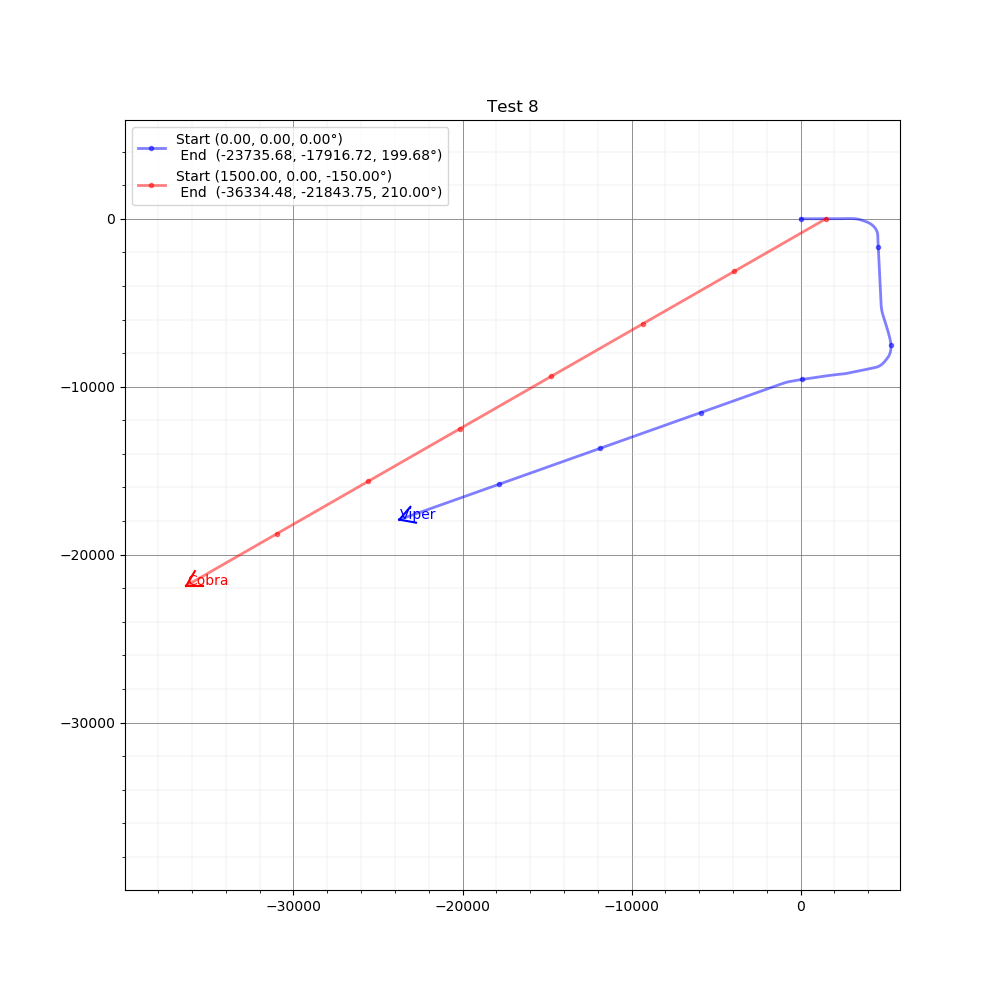 Test 8
Start (0.00, 0.00, 0.00°)
End (-23735.68, -17916.72, 199.68°)
Start (1500.00, 0.00, -150.00°)
End (-36334.48, -21843.75, 210.00°)
0
−10000
−20000
−30000
Viper
Cobra
−30000
−20000
−10000
0